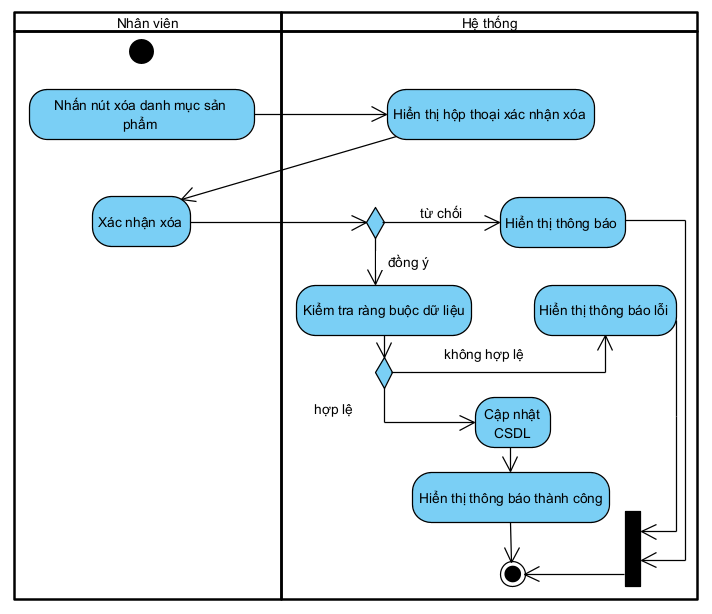 Nhân viên
Hệ thống
Nhấn nút xóa danh mục sản
phẩm
Hiển thị hộp thoại xác nhận xóa
Xác nhận xóa
từ chối
Hiển thị thông báo
đồng ý
Kiểm tra ràng buộc dữ liệu
Hiển thị thông báo lỗi
không hợp lệ
hợp lệ
Cập nhật
CSDL
Hiển thị thông báo thành công